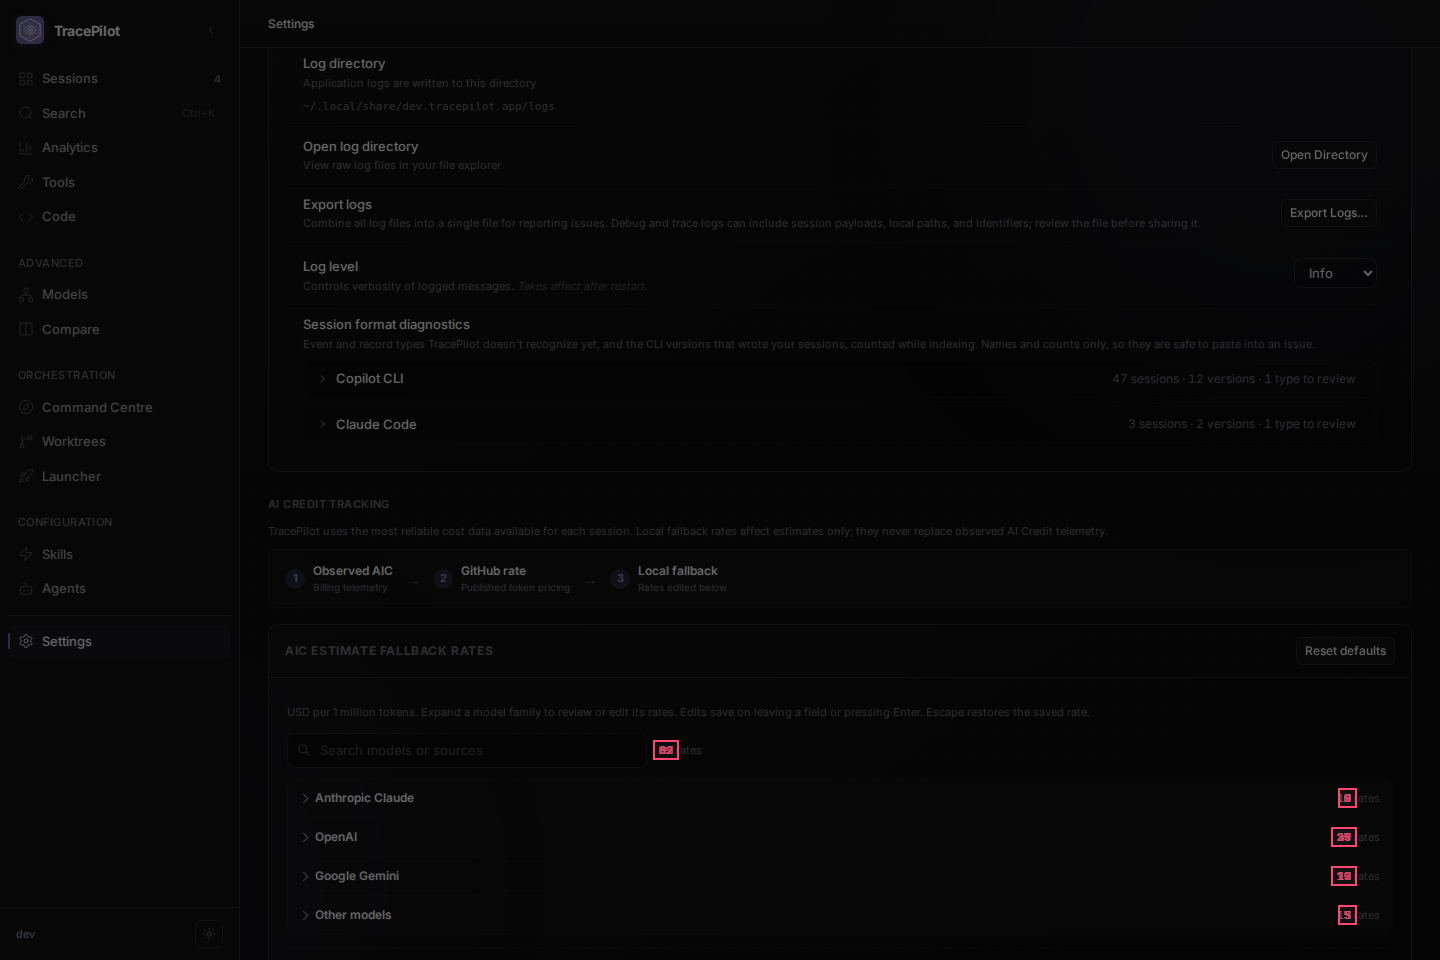 TracePilot
Sessions 4
Search Ctrl+K
Analytics
Tools
Code
ADVANCED
Models
Compare
ORCHESTRATION
Command Centre
Worktrees
Launcher
CONFIGURATION
Skills
Agents
Settings
dev
Settings
Log directory
Application logs are written to this directory
~/.local/share/dev.tracepilot.app/logs
Open log directory
View raw log files in your file explorer
Open Directory
Export logs
Combine all log files into a single file for reporting issues. Debug and trace logs can include session payloads, local paths, and identifiers; review the file before sharing it.
Export Logs...
Log level
Controls verbosity of logged messages. Takes effect after restart.
Info
Session format diagnostics
Event and record types TracePilot doesn't recognize yet, and the CLI versions that wrote your sessions, counted while indexing. Names and counts only, so they are safe to paste into an issue.
Copilot CLI 47 sessions · 12 versions · 1 type to review
Claude Code 3 sessions · 2 versions · 1 type to review
AI CREDIT TRACKING
TracePilot uses the most reliable cost data available for each session. Local fallback rates affect estimates only; they never replace observed AI Credit telemetry.
1 Observed AIC → 2 GitHub rate → 3 Local fallback
Billing telemetry Published token pricing Rates edited below
AIC ESTIMATE FALLBACK RATES
Reset defaults
USD per 1 million tokens. Expand a model family to review or edit its rates. Edits save on leaving a field or pressing Enter. Escape restores the saved rate.
Search models or sources
Anthropic Claude
OpenAI
Google Gemini
Other models